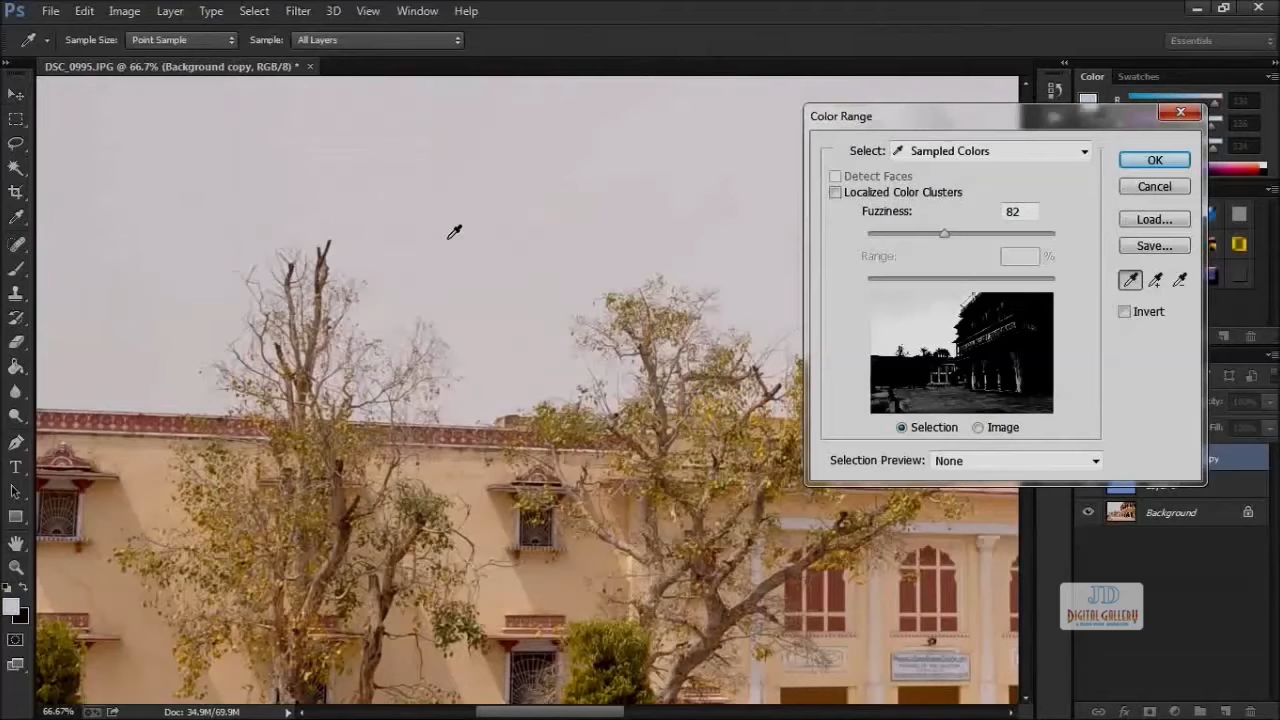 Ps File Edit Image Layer Type Select Filter 3D View Window Help
Sample Size: Point Sample Sample: All Layers Essentials
DSC_0995.JPG @ 66.7% (Background copy, RGB/8) * ×
Color Swatches
R
Color Range
Select: Sampled Colors
Detect Faces
Localized Color Clusters
Fuzziness: 82
Range: %
OK
Cancel
Load...
Save...
Invert
Selection Image
Selection Preview: None
Fill:
Background
JD
DIGITAL GALLERY
66.67% Doc: 34.9M/69.9M